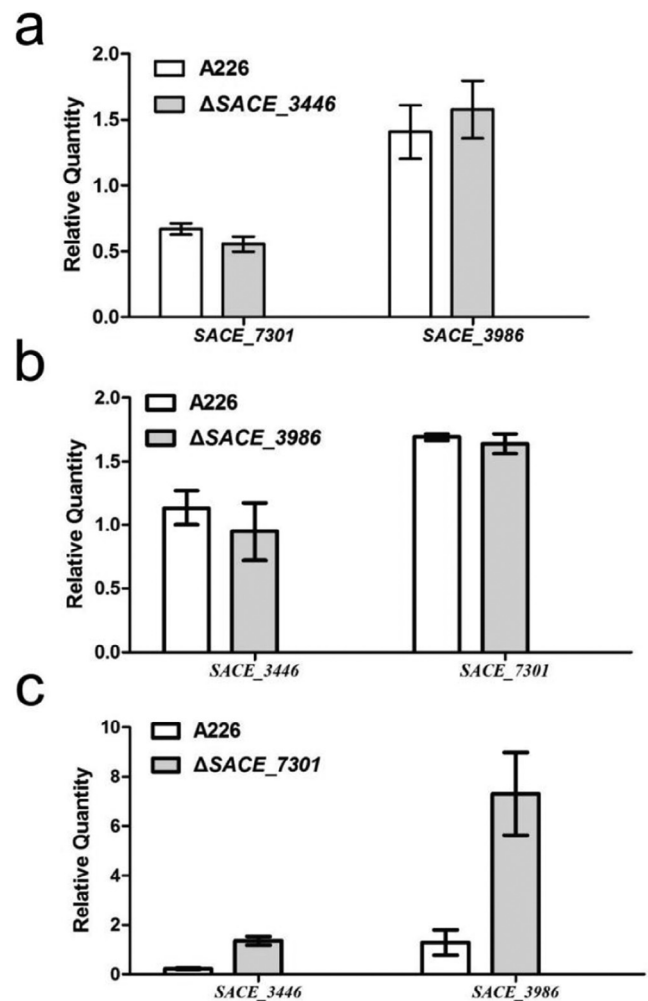 a
2.0
1.5
1.0
0.5
0.0
Relative Quantity
A226
ΔSACE_3446
SACE_7301 SACE_3986
b
2.0
1.5
1.0
0.5
0.0
Relative Quantity
A226
ΔSACE_3986
SACE_3446 SACE_7301
c
10
8
6
4
2
0
Relative Quantity
A226
ΔSACE_7301
SACE_3446 SACE_3986